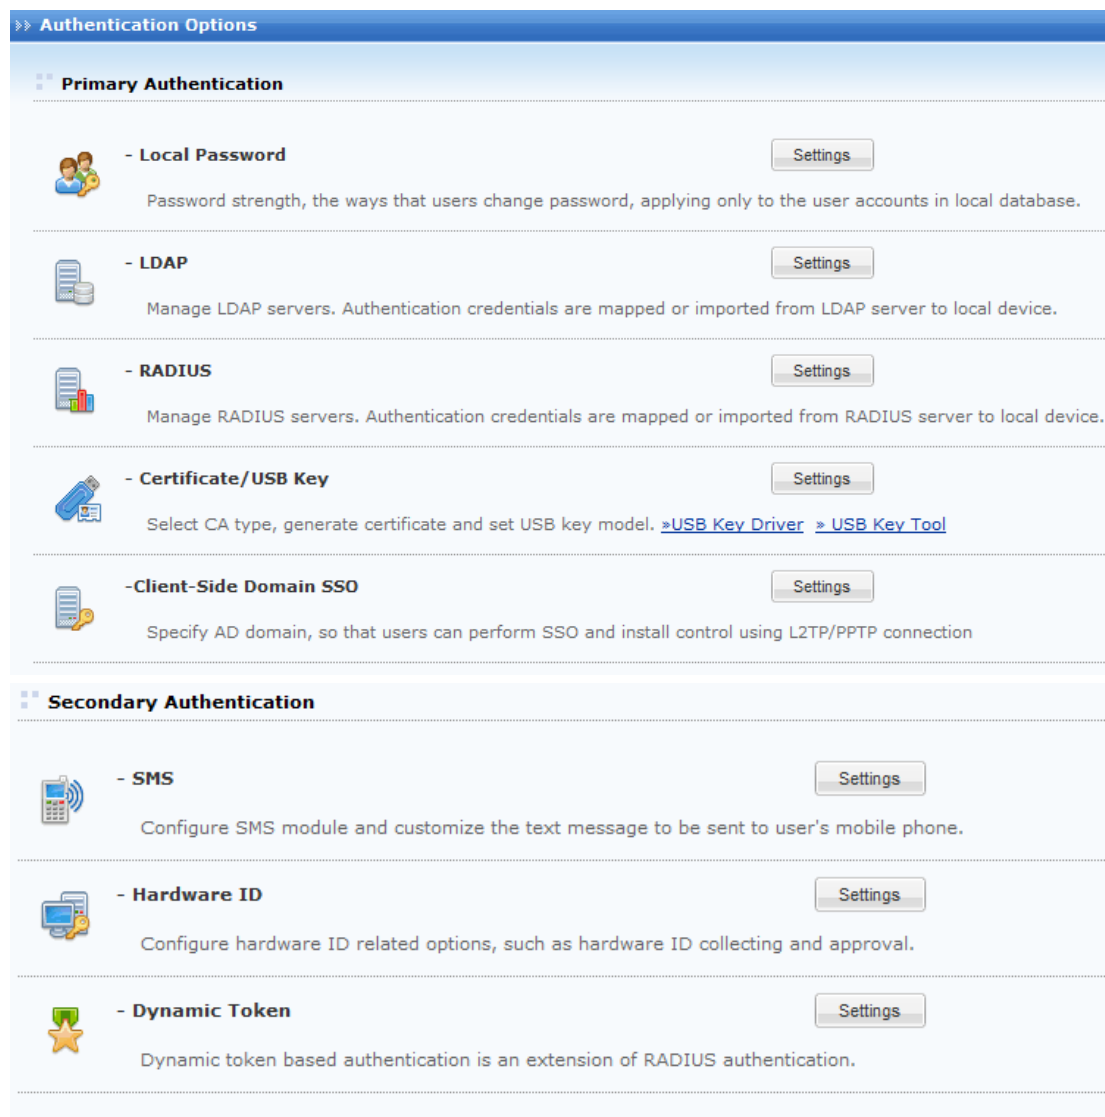 »» Authentication Options
Primary Authentication
- Local Password Settings
Password strength, the ways that users change password, applying only to the user accounts in local database.
- LDAP Settings
Manage LDAP servers. Authentication credentials are mapped or imported from LDAP server to local device.
- RADIUS Settings
Manage RADIUS servers. Authentication credentials are mapped or imported from RADIUS server to local device.
- Certificate/USB Key Settings
Select CA type, generate certificate and set USB key model. »USB Key Driver » USB Key Tool
-Client-Side Domain SSO Settings
Specify AD domain, so that users can perform SSO and install control using L2TP/PPTP connection
Secondary Authentication
- SMS Settings
Configure SMS module and customize the text message to be sent to user's mobile phone.
- Hardware ID Settings
Configure hardware ID related options, such as hardware ID collecting and approval.
- Dynamic Token Settings
Dynamic token based authentication is an extension of RADIUS authentication.